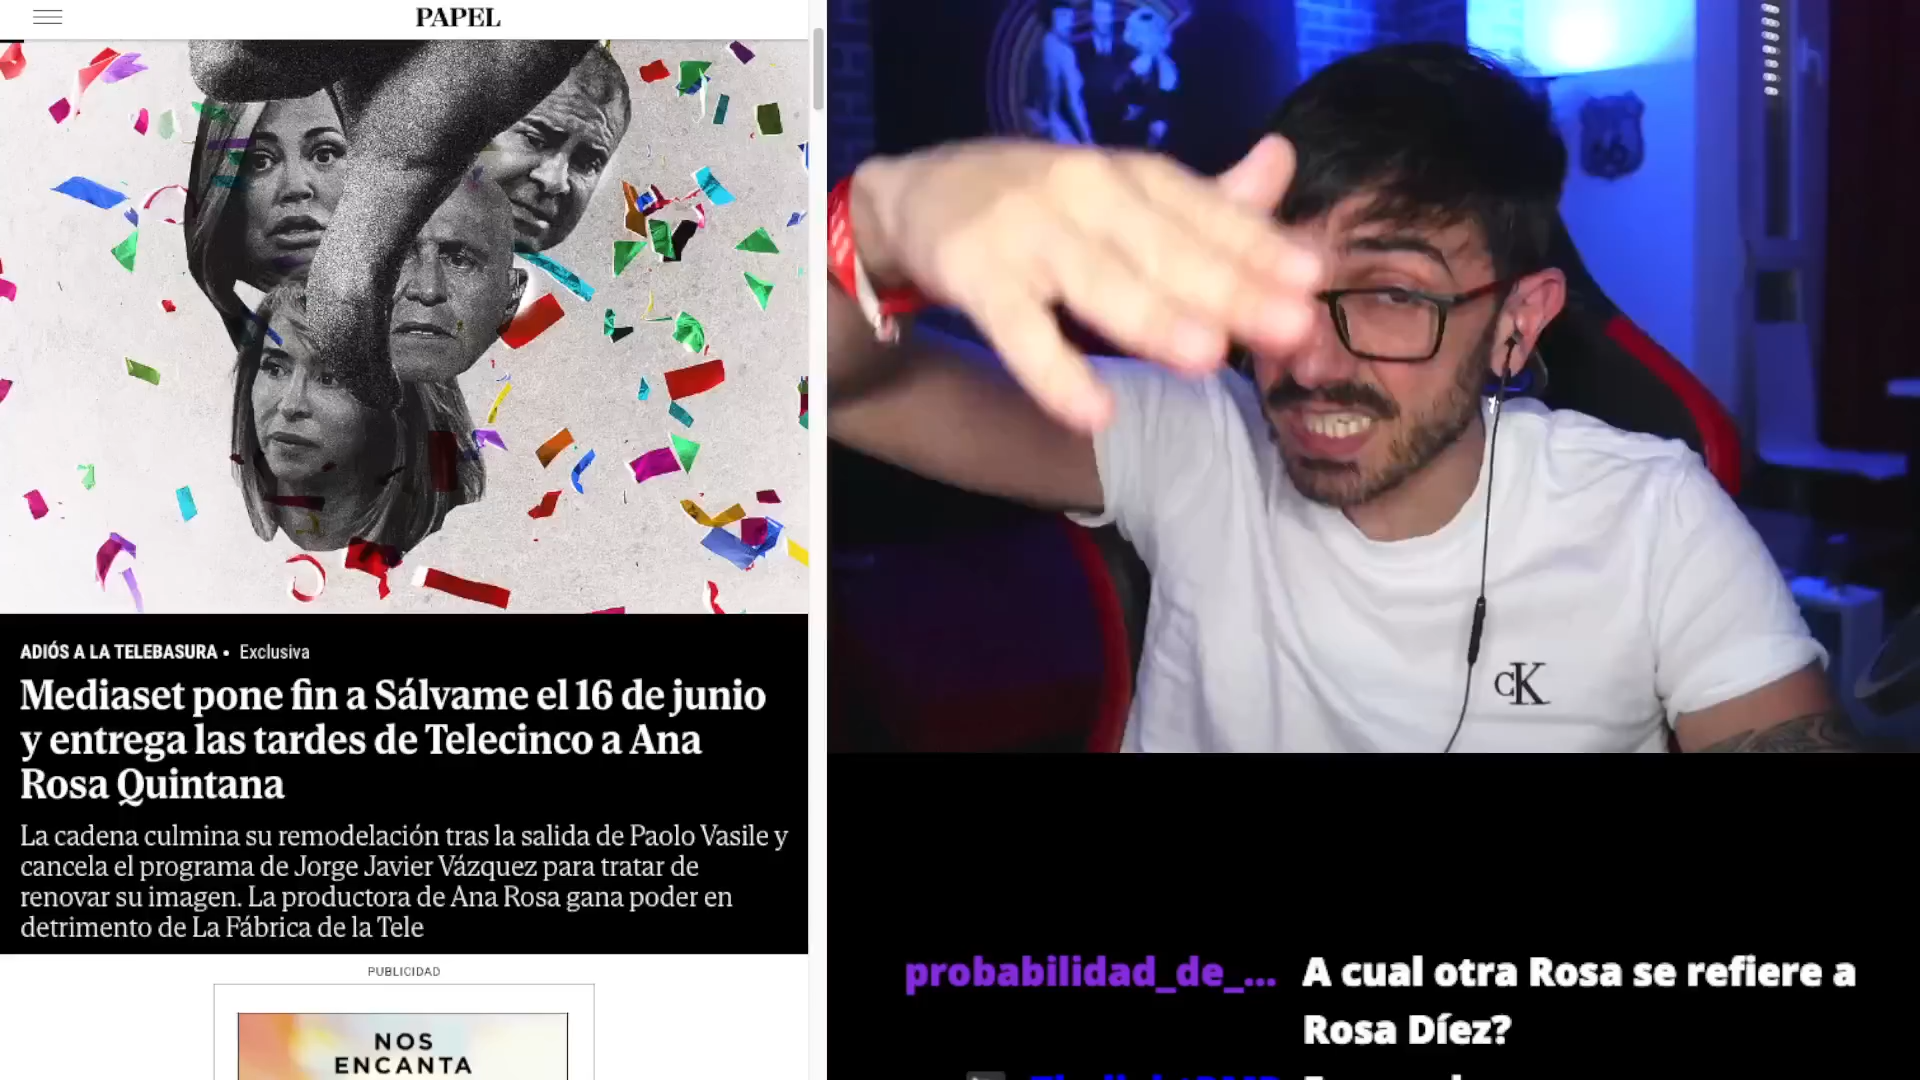 PAPEL
ADIÓS A LA TELEBASURA • Exclusiva
Mediaset pone fin a Sálvame el 16 de junio
y entrega las tardes de Telecinco a Ana
Rosa Quintana
La cadena culmina su remodelación tras la salida de Paolo Vasile y
cancela el programa de Jorge Javier Vázquez para tratar de
renovar su imagen. La productora de Ana Rosa gana poder en
detrimento de La Fábrica de la Tele
PUBLICIDAD
NOS
ENCANTA
CK
probabilidad_de_... A cual otra Rosa se refiere a
Rosa Díez?